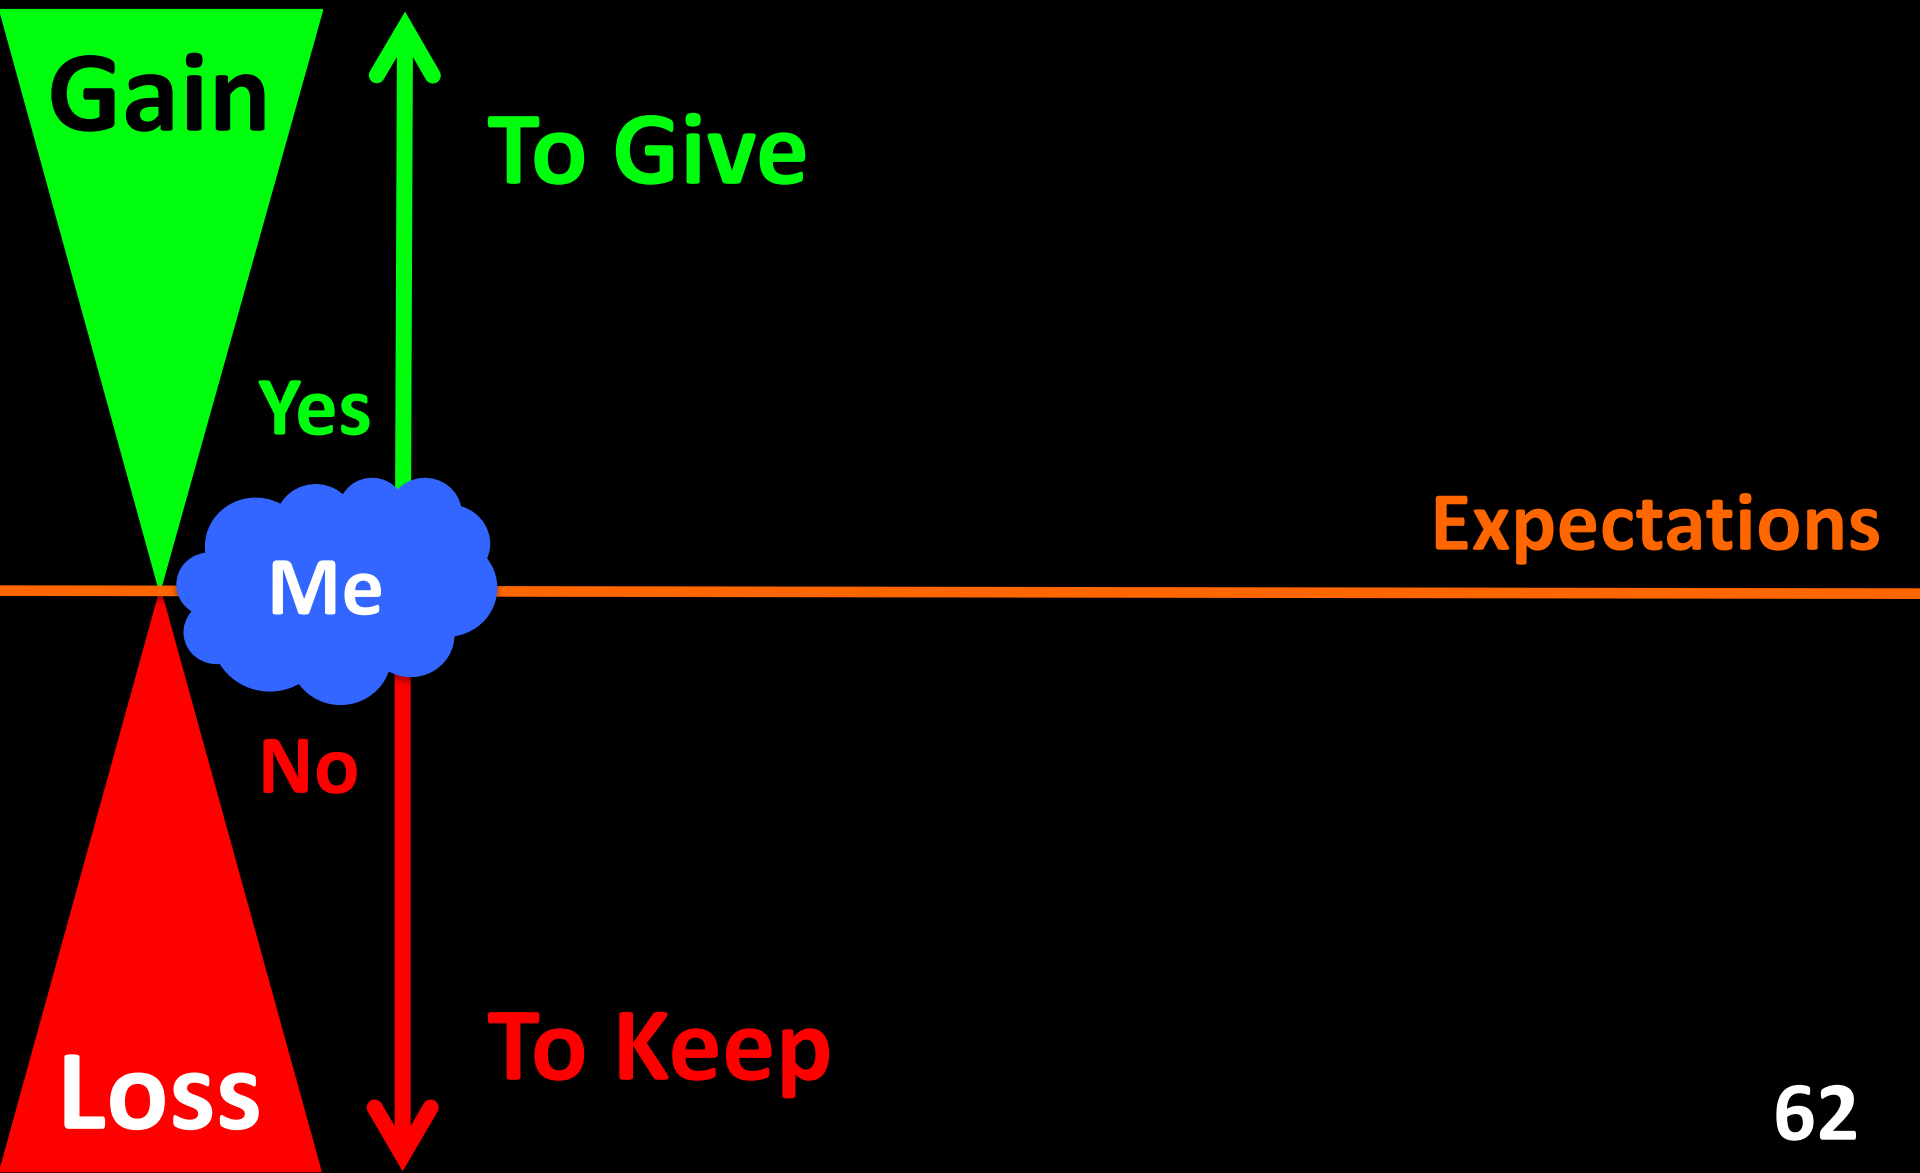 Gain
To Give
Yes
Expectations
Me
No
To Keep
Loss
62